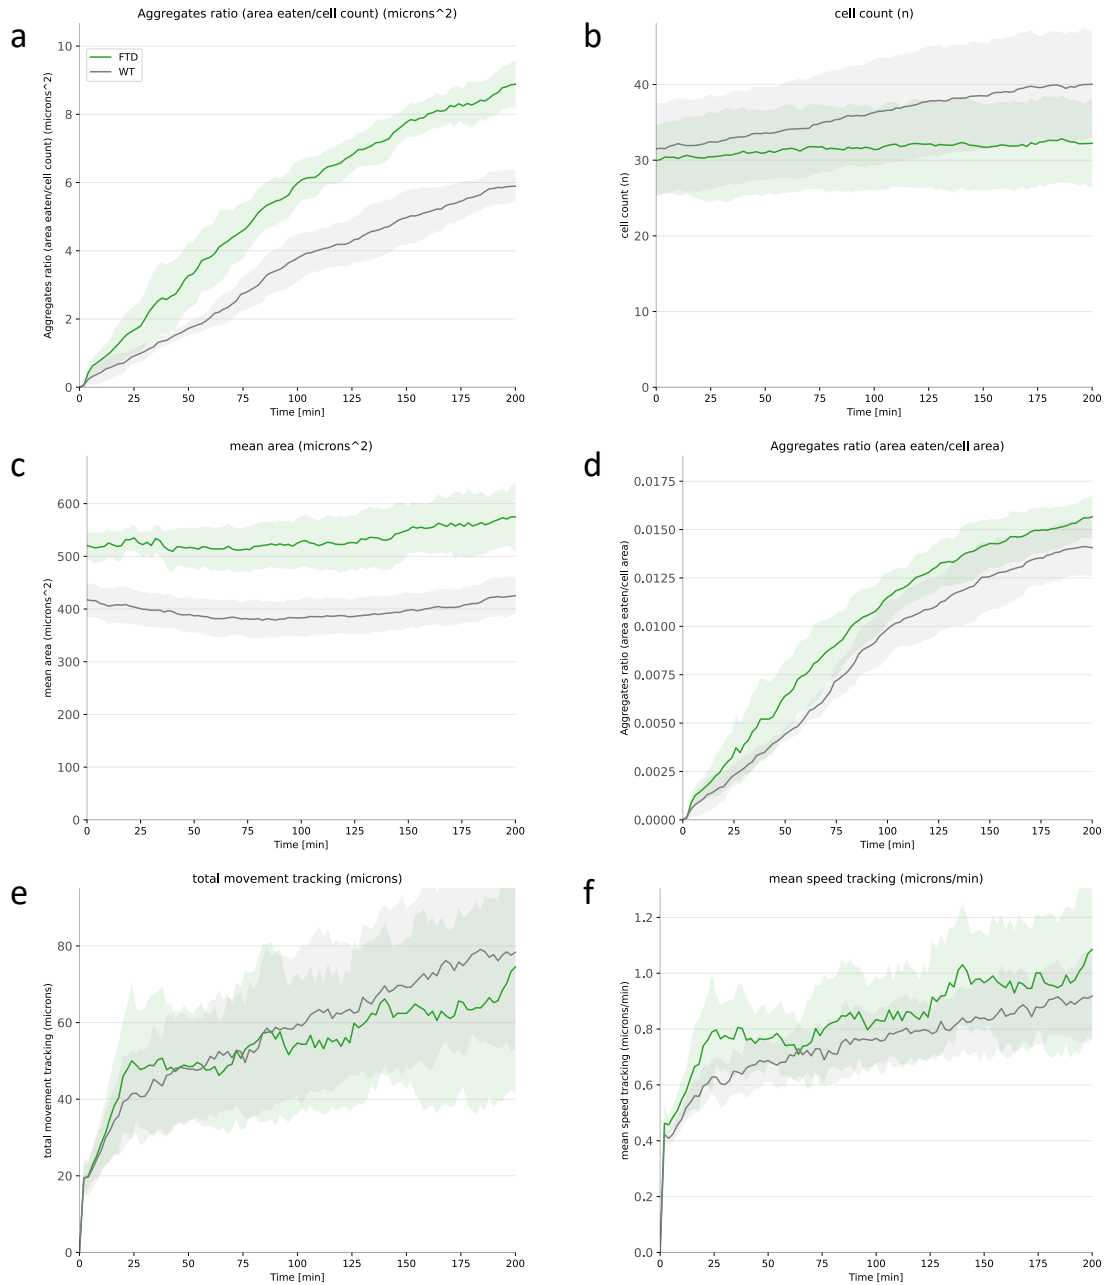 a
Aggregates ratio (area eaten/cell count) (microns^2)
Aggregates ratio (area eaten/cell count) (microns^2)
FTD
WT
10
8
6
4
2
0
0 25 50 75 100 125 150 175 200
Time [min]
b
cell count (n)
cell count (n)
40
30
20
10
0
0 25 50 75 100 125 150 175 200
Time [min]
c
mean area (microns^2)
mean area (microns^2)
600
500
400
300
200
100
0
0 25 50 75 100 125 150 175 200
Time [min]
d
Aggregates ratio (area eaten/cell area)
Aggregates ratio (area eaten/cell area)
0.0175
0.0150
0.0125
0.0100
0.0075
0.0050
0.0025
0.0000
0 25 50 75 100 125 150 175 200
Time [min]
e
total movement tracking (microns)
total movement tracking (microns)
80
60
40
20
0
0 25 50 75 100 125 150 175 200
Time [min]
f
mean speed tracking (microns/min)
mean speed tracking (microns/min)
1.2
1.0
0.8
0.6
0.4
0.2
0.0
0 25 50 75 100 125 150 175 200
Time [min]